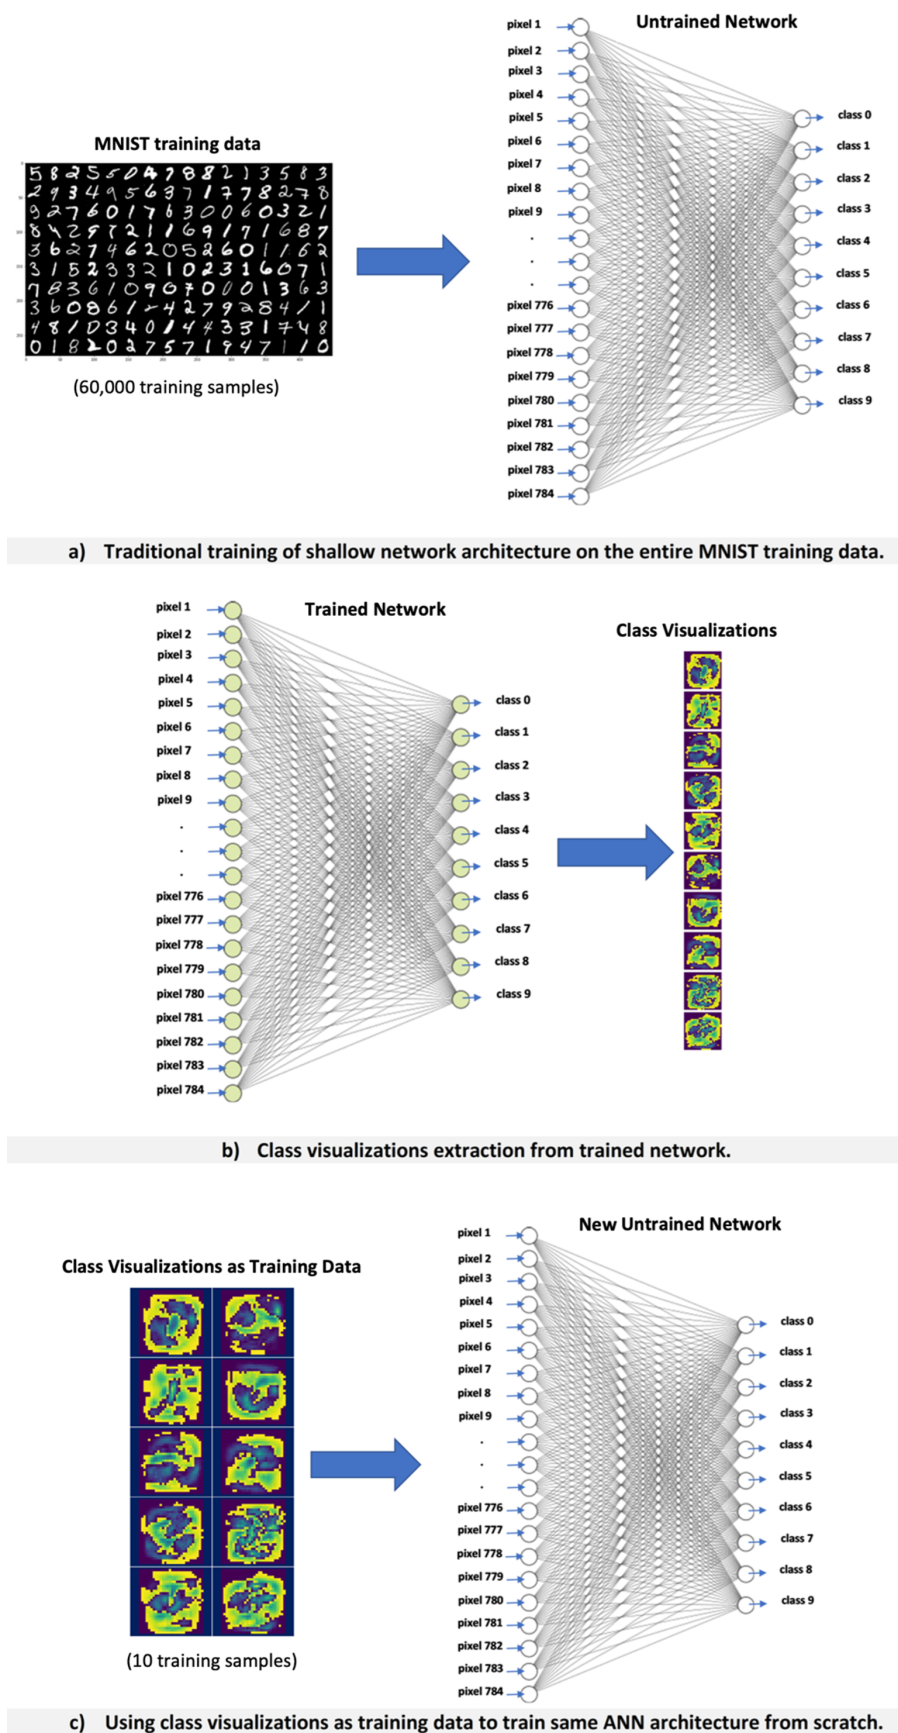 Untrained Network
pixel 1
pixel 2
pixel 3
pixel 4
pixel 5
pixel 6
pixel 7
pixel 8
pixel 9
.
.
.
pixel 776
pixel 777
pixel 778
pixel 779
pixel 780
pixel 781
pixel 782
pixel 783
pixel 784
class 0
class 1
class 2
class 3
class 4
class 5
class 6
class 7
class 8
class 9
MNIST training data
(60,000 training samples)
a) Traditional training of shallow network architecture on the entire MNIST training data.
Trained Network
pixel 1
pixel 2
pixel 3
pixel 4
pixel 5
pixel 6
pixel 7
pixel 8
pixel 9
.
.
.
pixel 776
pixel 777
pixel 778
pixel 779
pixel 780
pixel 781
pixel 782
pixel 783
pixel 784
class 0
class 1
class 2
class 3
class 4
class 5
class 6
class 7
class 8
class 9
Class Visualizations
b) Class visualizations extraction from trained network.
New Untrained Network
Class Visualizations as Training Data
(10 training samples)
pixel 1
pixel 2
pixel 3
pixel 4
pixel 5
pixel 6
pixel 7
pixel 8
pixel 9
.
.
.
pixel 776
pixel 777
pixel 778
pixel 779
pixel 780
pixel 781
pixel 782
pixel 783
pixel 784
class 0
class 1
class 2
class 3
class 4
class 5
class 6
class 7
class 8
class 9
c) Using class visualizations as training data to train same ANN architecture from scratch.